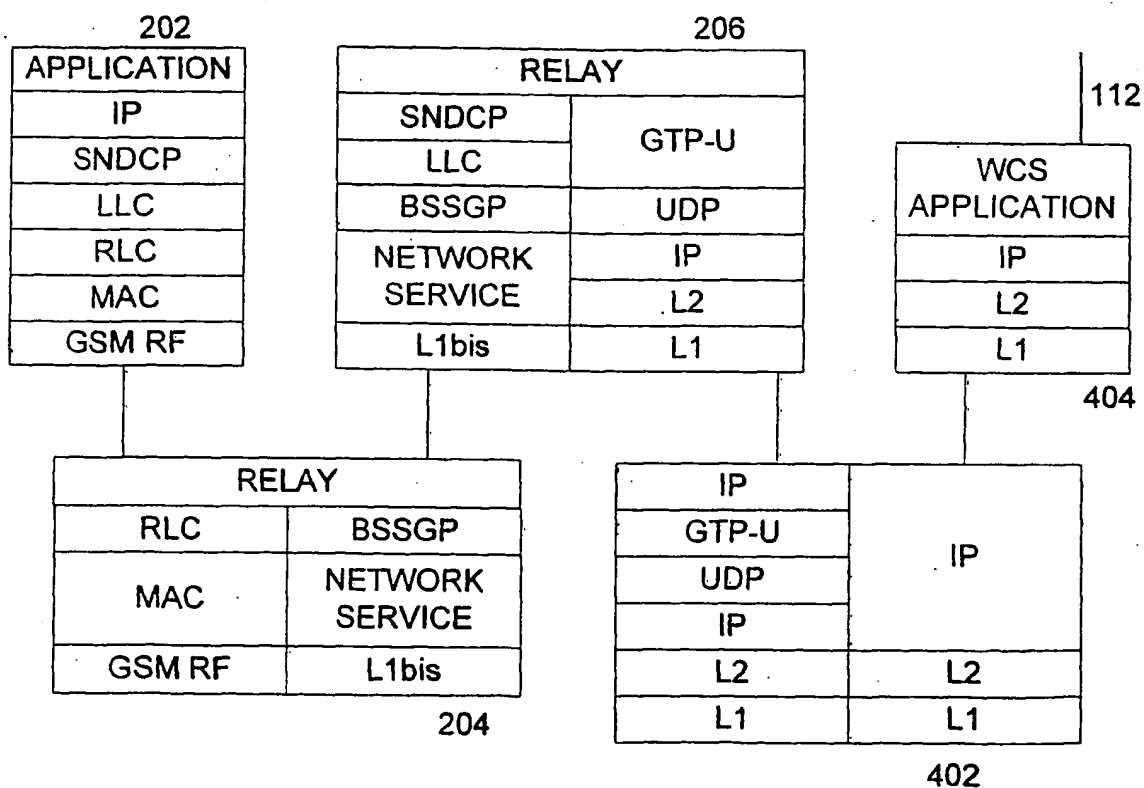 202
APPLICATION
IP
SNDCP
LLC
RLC
MAC
GSM RF
206
RELAY
SNDCP
LLC
BSSGP
NETWORK
SERVICE
L1bis
GTP-U
UDP
IP
L2
L1
112
WCS
APPLICATION
IP
L2
L1
404
RELAY
RLC
MAC
GSM RF
BSSGP
NETWORK
SERVICE
L1bis
204
IP
GTP-U
UDP
IP
L2
L1
IP
L2
L1
402